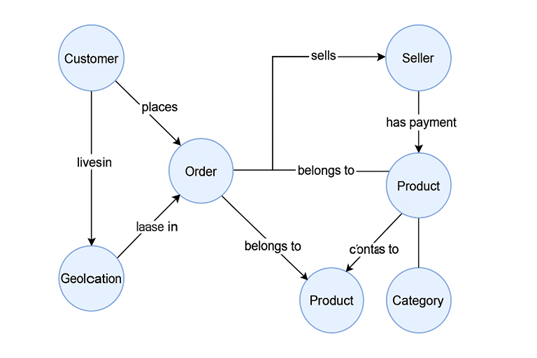 sells
Customer
Seller
places
has payment
livesin
Order
belongs to
Product
laase in
belongs to
contas to
Geolcation
Product
Category